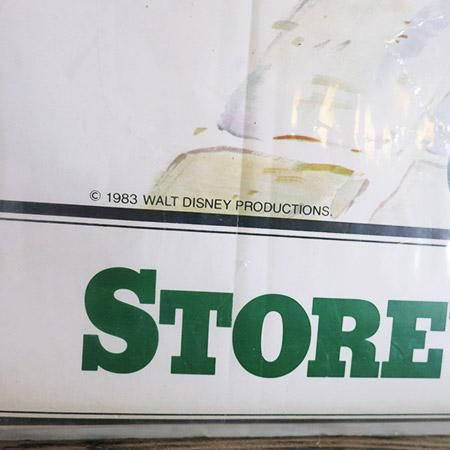 © 1983 WALT DISNEY PRODUCTIONS.
STORE